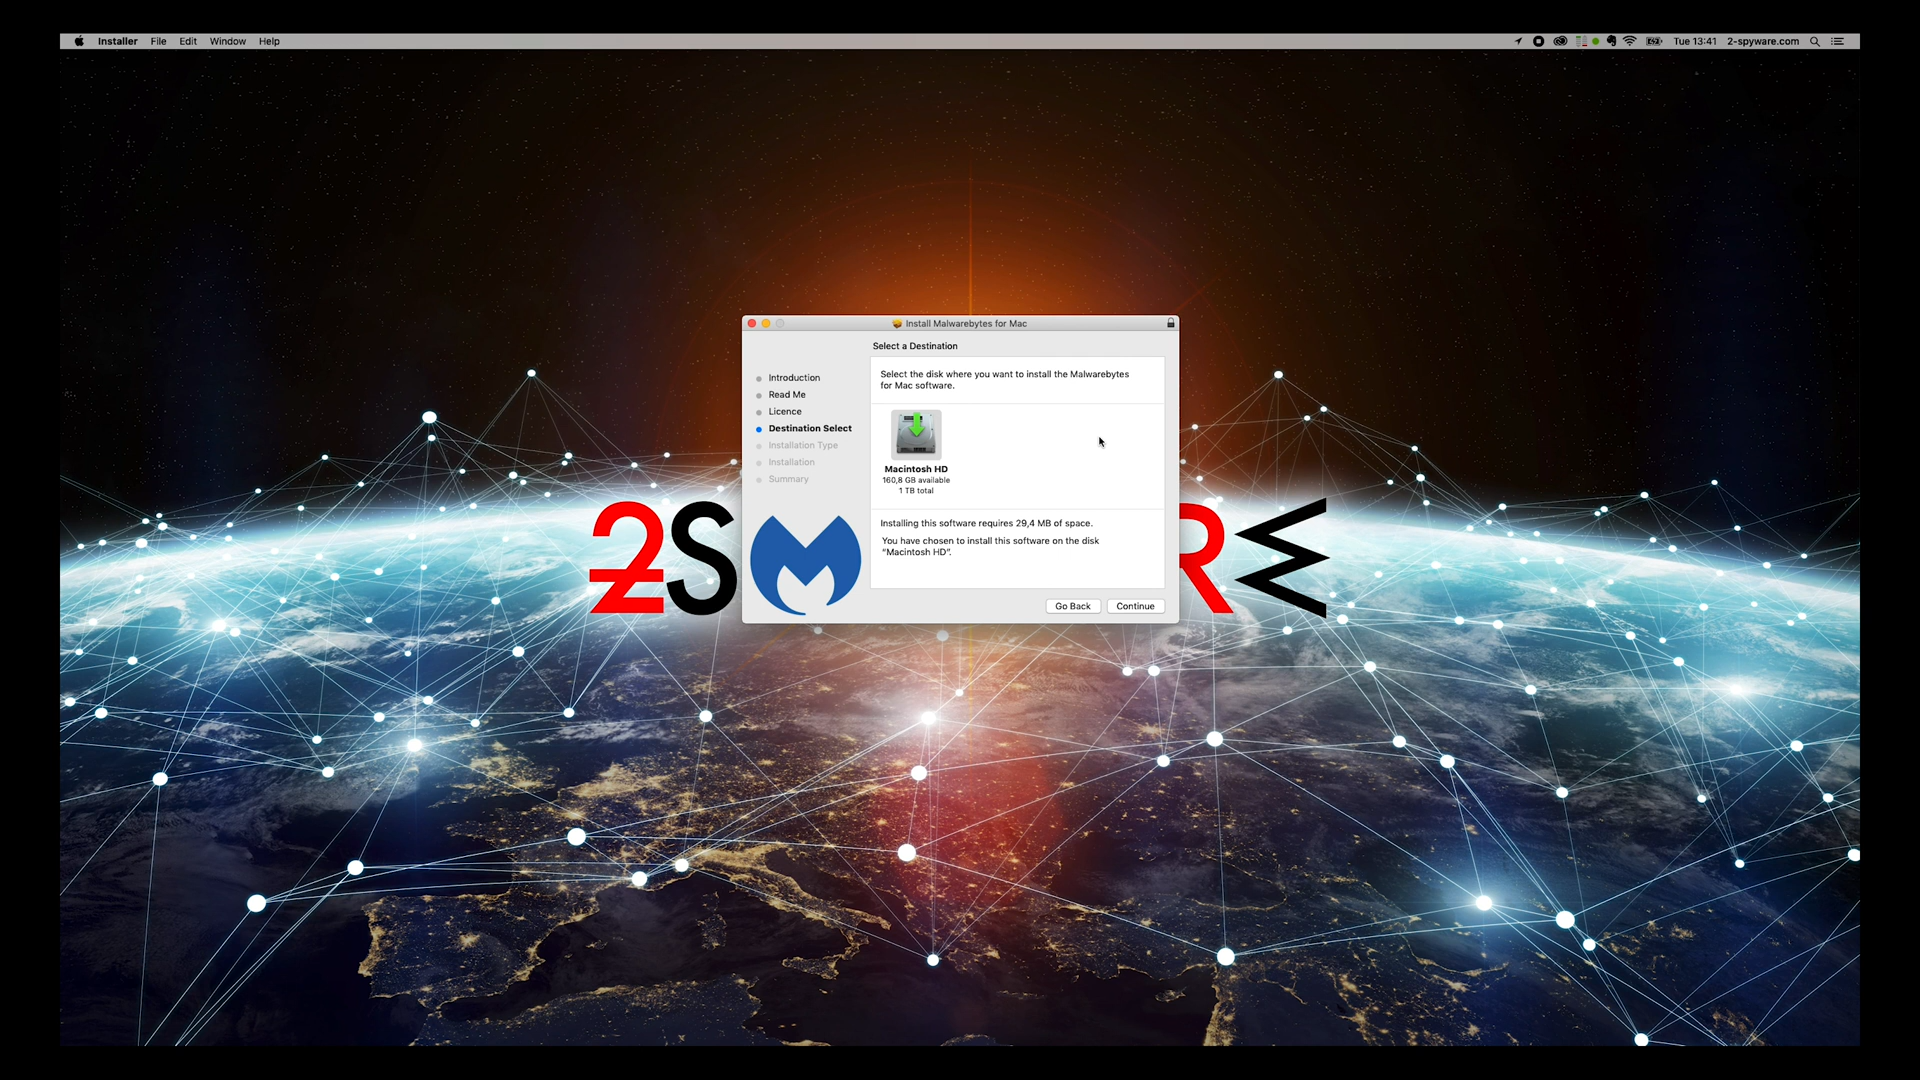 Installer File Edit Window Help
Tue 13:41 2-spyware.com
Install Malwarebytes for Mac
Select a Destination
Introduction
Read Me
Licence
Destination Select
Installation Type
Installation
Summary
Select the disk where you want to install the Malwarebytes
for Mac software.
Macintosh HD
160,8 GB available
1 TB total
Installing this software requires 29,4 MB of space.
You have chosen to install this software on the disk
“Macintosh HD”.
Go Back Continue
2S RE